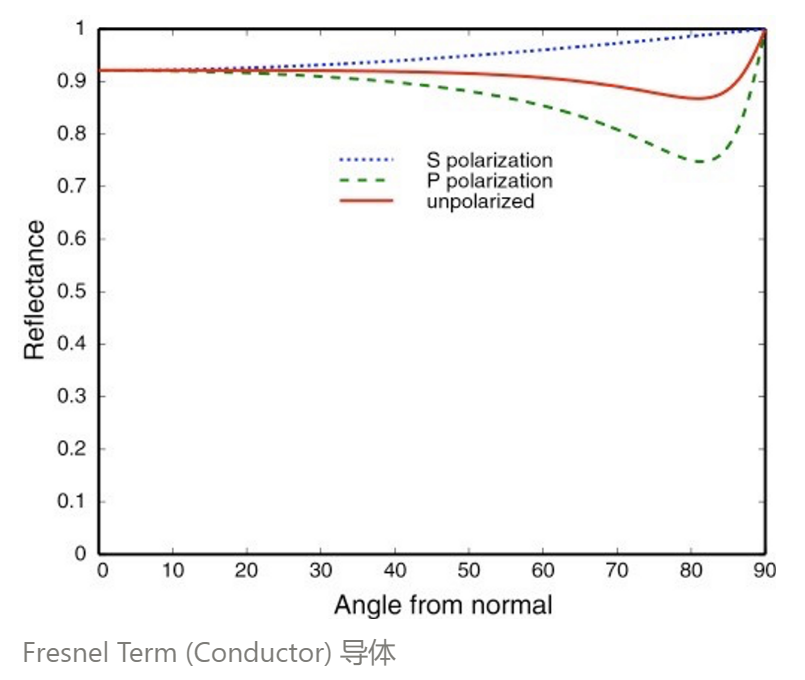 1
0.9
0.8
0.7
0.6
0.5
0.4
0.3
0.2
0.1
0
Reflectance
S polarization
P polarization
unpolarized
0 10 20 30 40 50 60 70 80 90
Angle from normal
Fresnel Term (Conductor) 导体